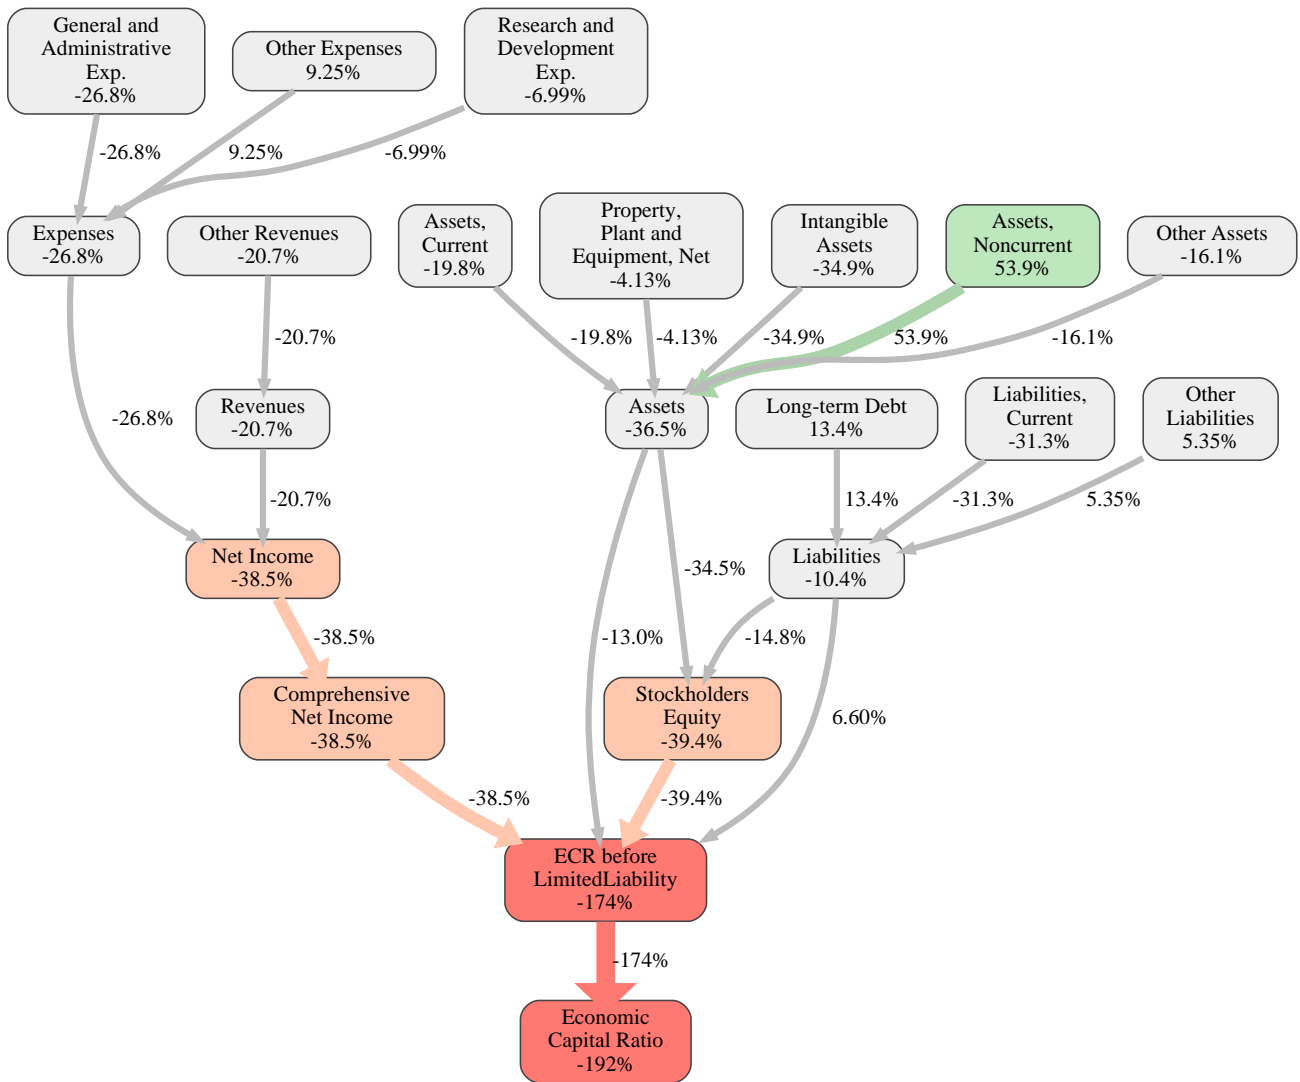 General and
Administrative
Exp.
-26.8%
Other Expenses
9.25%
Research and
Development
Exp.
-6.99%
-26.8%
9.25%
-6.99%
Expenses
-26.8%
Other Revenues
-20.7%
Assets,
Current
-19.8%
Property,
Plant and
Equipment, Net
-4.13%
Intangible
Assets
-34.9%
Assets,
Noncurrent
53.9%
Other Assets
-16.1%
-20.7%
-19.8%
-4.13%
-34.9%
53.9%
-16.1%
-26.8%
Revenues
-20.7%
Assets
-36.5%
Long-term Debt
13.4%
Liabilities,
Current
-31.3%
Other
Liabilities
5.35%
-20.7%
13.4%
-31.3%
5.35%
Net Income
-38.5%
-34.5%
Liabilities
-10.4%
-38.5%
-13.0%
-14.8%
Comprehensive
Net Income
-38.5%
Stockholders
Equity
-39.4%
6.60%
-38.5%
-39.4%
ECR before
LimitedLiability
-174%
-174%
Economic
Capital Ratio
-192%